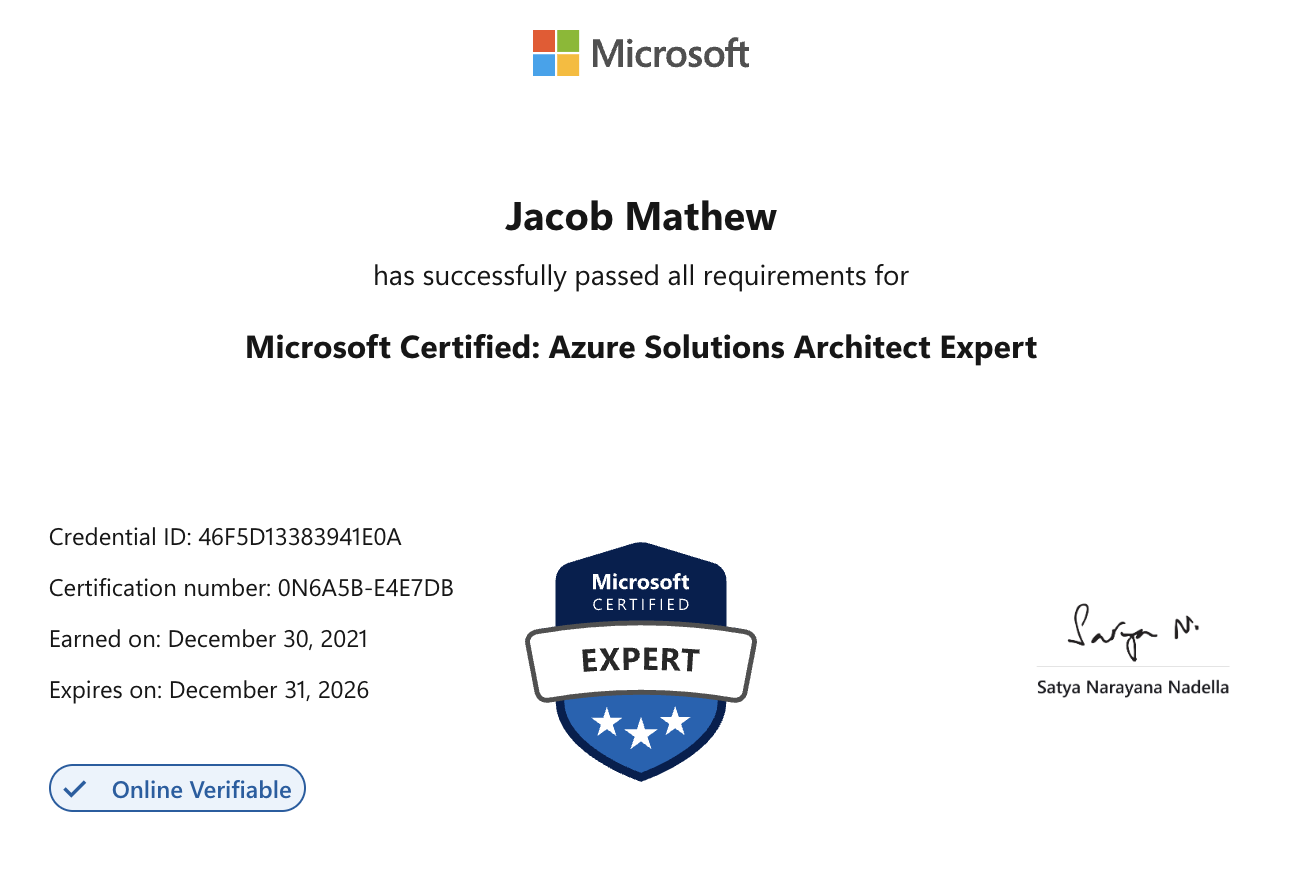 Microsoft
Jacob Mathew
has successfully passed all requirements for
Microsoft Certified: Azure Solutions Architect Expert
Credential ID: 46F5D13383941E0A
Certification number: 0N6A5B-E4E7DB
Earned on: December 30, 2021
Expires on: December 31, 2026
Online Verifiable
Microsoft
CERTIFIED
EXPERT
Satya N.
Satya Narayana Nadella